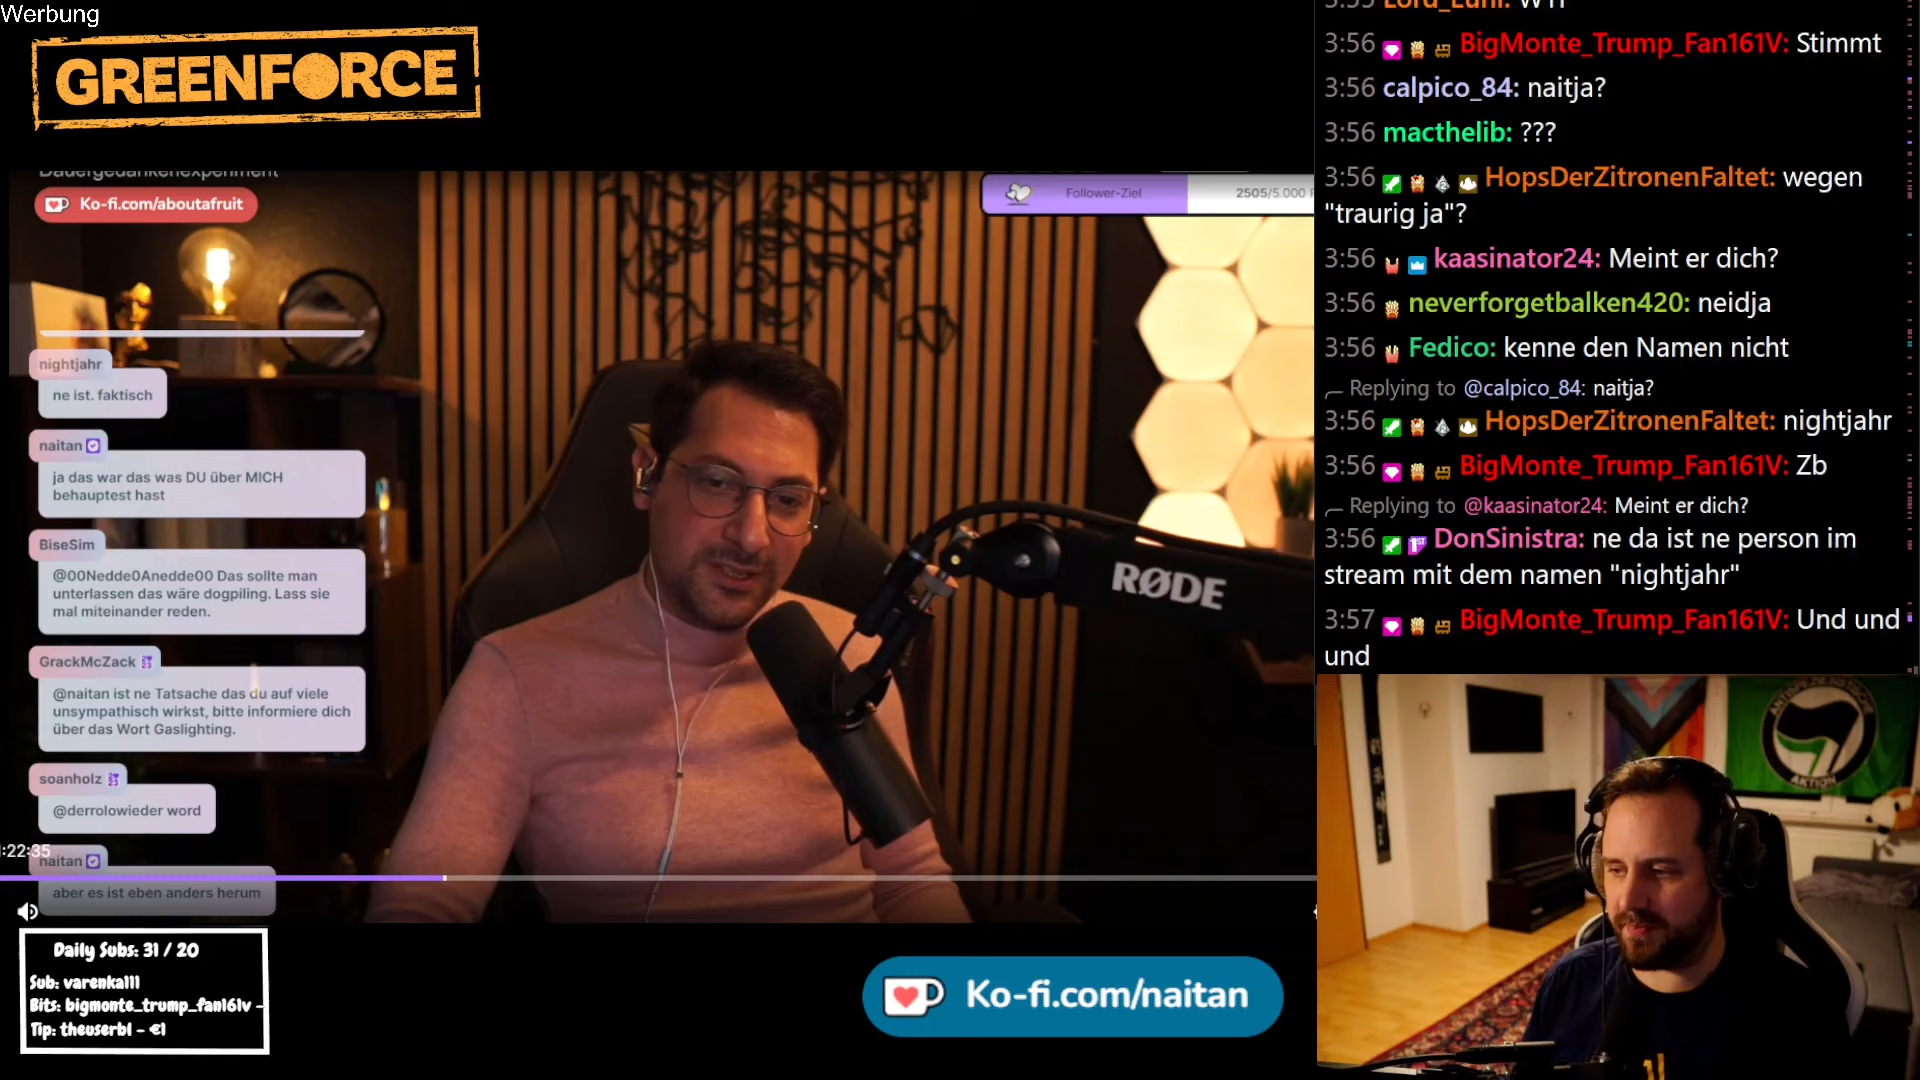 Werbung
GREENFORCE
Dauergedankenexperiment
Ko-fi.com/aboutafruit
Follower-Ziel
2505/5.000
nightjahr
ne ist. faktisch
naitan
ja das war das was DU über MICH
behauptest hast
BiseSim
@00Nedde0Anedde00 Das sollte man
unterlassen das wäre dogpiling. Lass sie
mal miteinander reden.
GrackMcZack
@naitan ist ne Tatsache das du auf viele
unsympathisch wirkst, bitte informiere dich
über das Wort Gaslighting.
soanholz
@derrolowieder word
:22:35
naitan
aber es ist eben anders herum
RØDE
Daily Subs: 31 / 20
Sub: varenka111
Bits: bigmonte_trump_fan161v -
Tip: theuserbl - €1
Ko-fi.com/naitan
3:56 BigMonte_Trump_Fan161V: Stimmt
3:56 calpico_84: naitja?
3:56 macthelib: ???
3:56 HopsDerZitronenFaltet: wegen
"traurig ja"?
3:56 kaasinator24: Meint er dich?
3:56 neverforgetbalken420: neidja
3:56 Fedico: kenne den Namen nicht
Replying to @calpico_84: naitja?
3:56 HopsDerZitronenFaltet: nightjahr
3:56 BigMonte_Trump_Fan161V: Zb
Replying to @kaasinator24: Meint er dich?
3:56 DonSinistra: ne da ist ne person im
stream mit dem namen "nightjahr"
3:57 BigMonte_Trump_Fan161V: Und und
und
ANTISPEZIESISTISCHE
AKTION